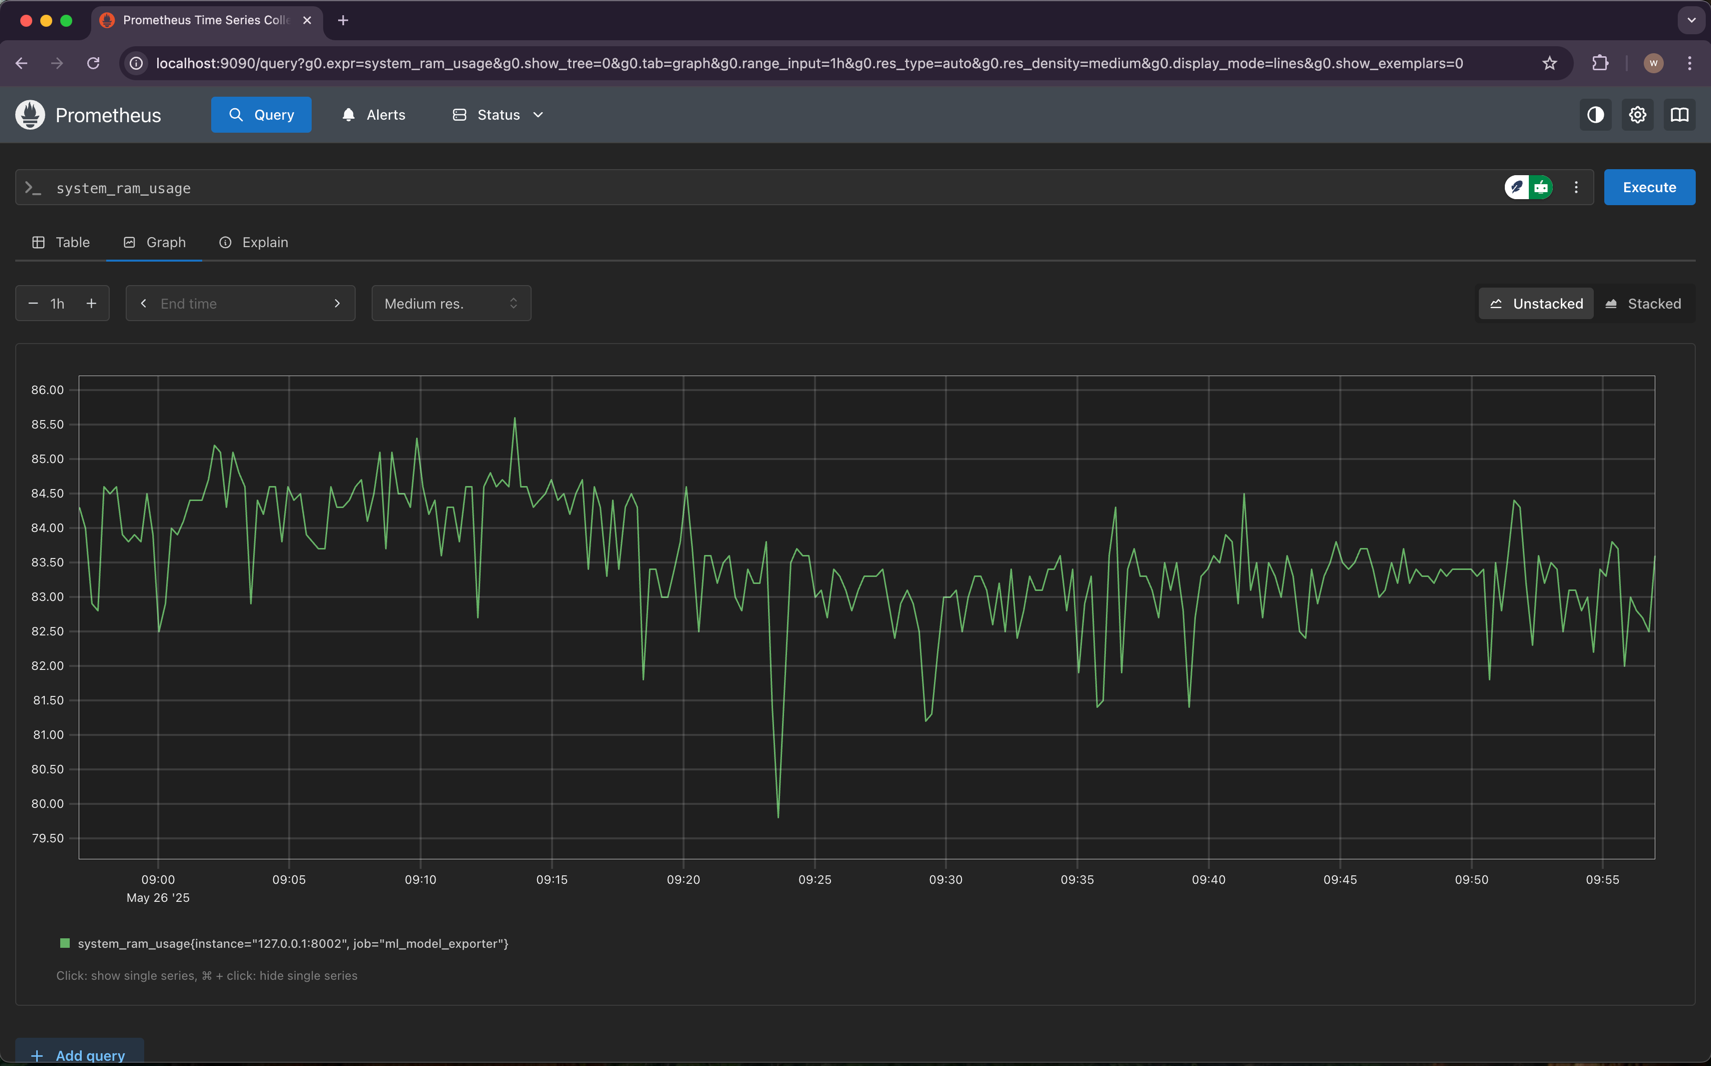 Prometheus Time Series Colle
localhost:9090/query?g0.expr=system_ram_usage&g0.show_tree=0&g0.tab=graph&g0.range_input=1h&g0.res_type=auto&g0.res_density=medium&g0.display_mode=lines&g0.show_exemplars=0
W
Prometheus
Query
Alerts
Status
system_ram_usage
Execute
Table
Graph
Explain
1h
End time
Medium res.
Unstacked
Stacked
86.00
85.50
85.00
84.50
84.00
83.50
83.00
82.50
82.00
81.50
81.00
80.50
80.00
79.50
09:00 09:05 09:10 09:15 09:20 09:25 09:30 09:35 09:40 09:45 09:50 09:55
May 26 '25
system_ram_usage{instance="127.0.0.1:8002", job="ml_model_exporter"}
Click: show single series, ⌘ + click: hide single series
+ Add query